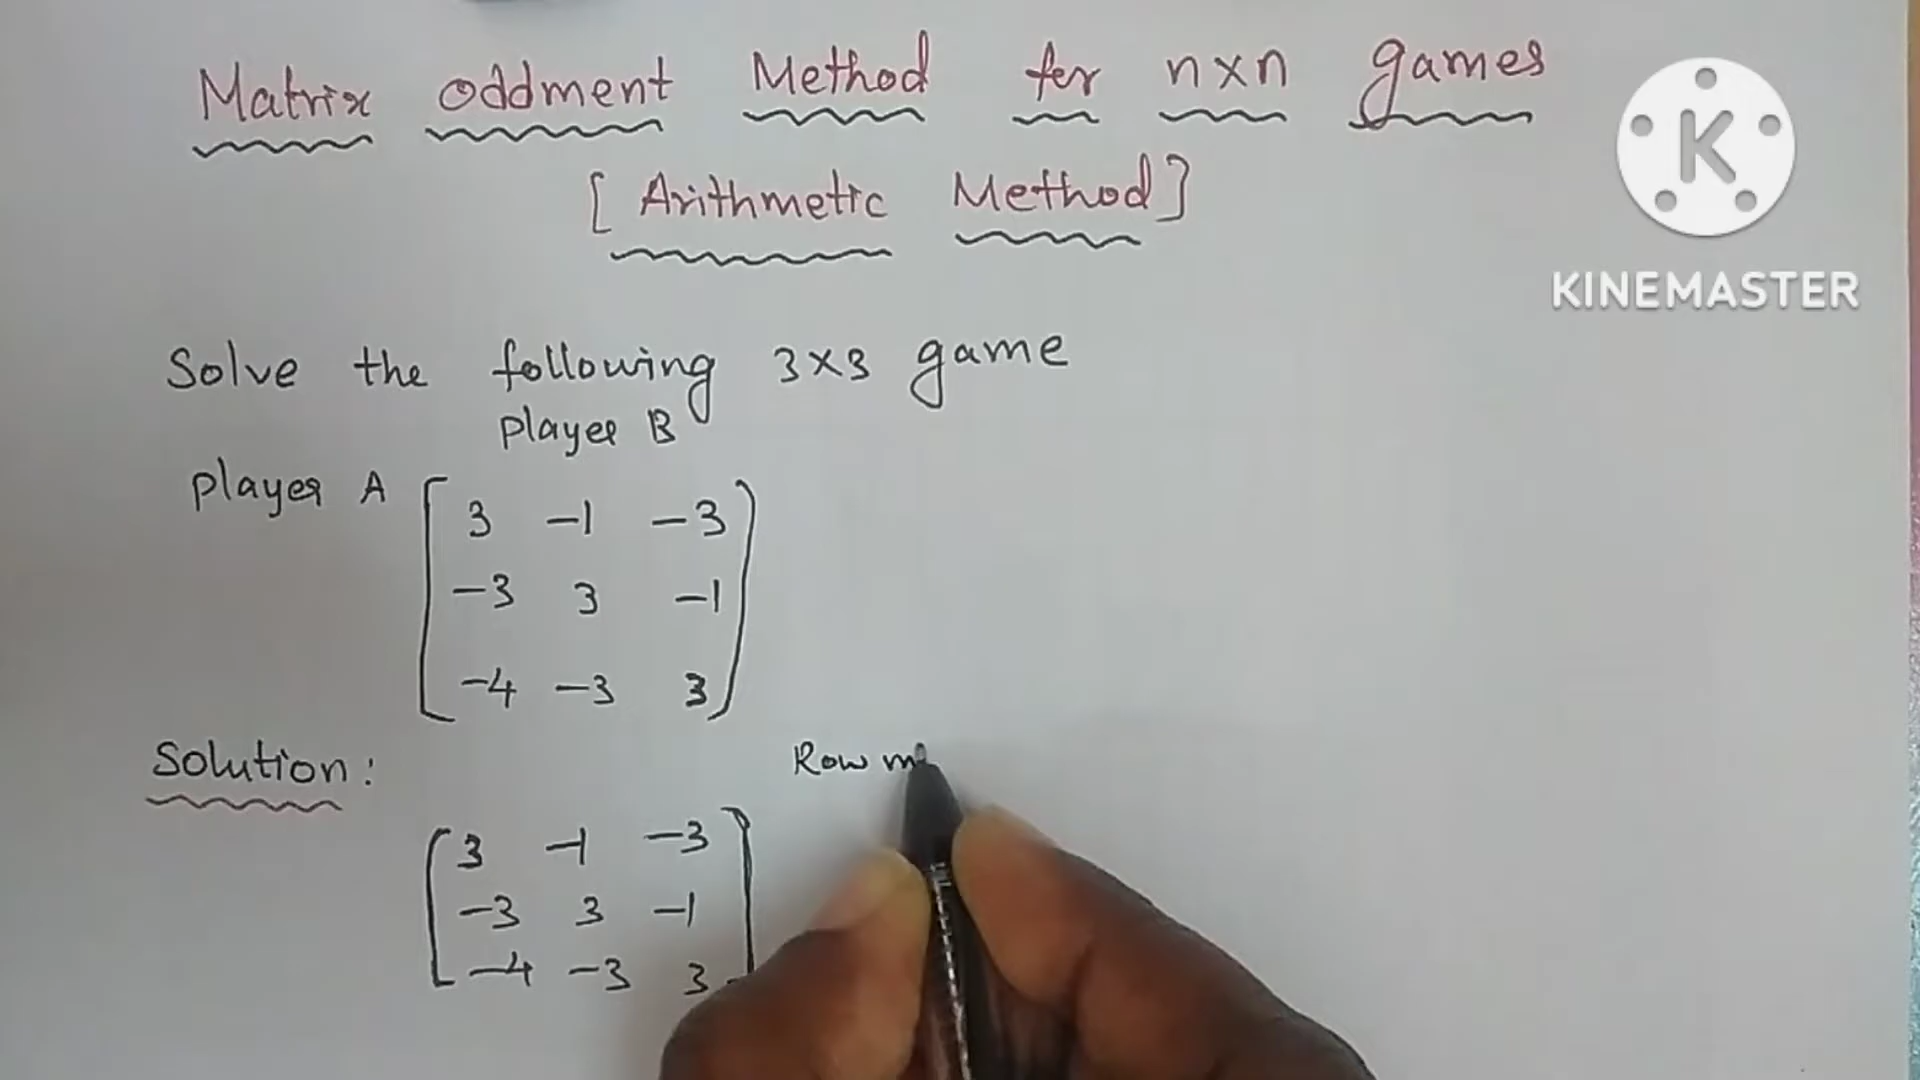 Matrix oddment Method for nxn games
[Arithmetic Method]
K
KINEMASTER
Solve the following 3x3 game
Player B
Player A
3 -1 -3
-3 3 -1
-4 -3 3
Solution:
Row mi
3 -1 -3
-3 3 -1
-4 -3 3